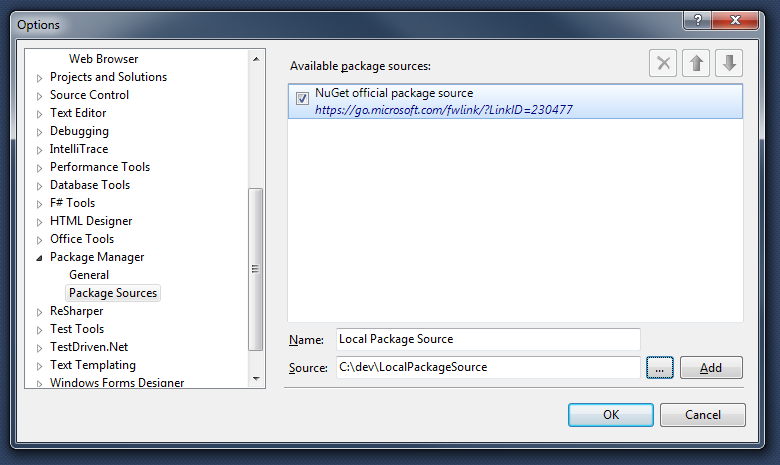 Options
Web Browser
Projects and Solutions
Source Control
Text Editor
Debugging
IntelliTrace
Performance Tools
Database Tools
F# Tools
HTML Designer
Office Tools
Package Manager
General
Package Sources
ReSharper
Test Tools
TestDriven.Net
Text Templating
Windows Forms Designer
Available package sources:
NuGet official package source
https://go.microsoft.com/fwlink/?LinkID=230477
Name: Local Package Source
Source: C:\dev\LocalPackageSource ... Add
OK Cancel